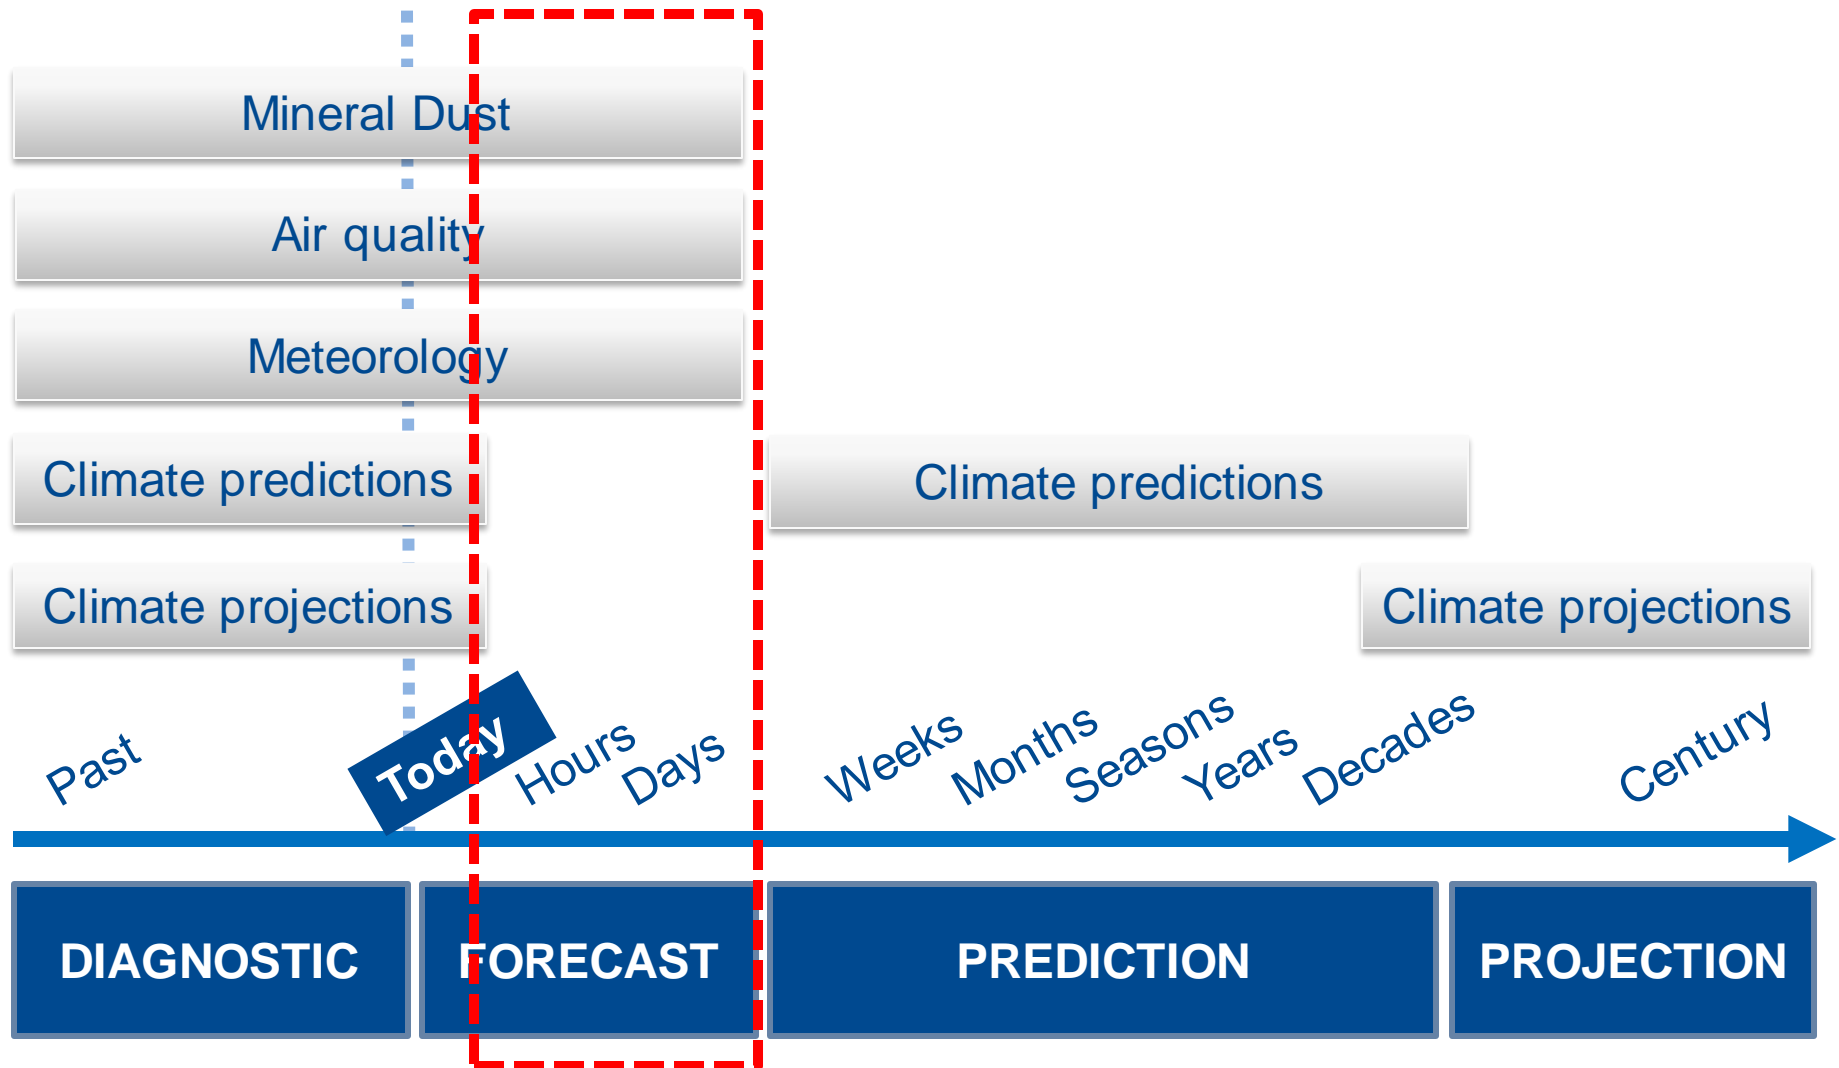 Mineral Dust
Air quality
Meteorology
Climate predictions
Climate predictions
Climate projections
Climate projections
Past
Today
Hours
Days
Weeks
Months
Seasons
Years
Decades
Century
DIAGNOSTIC
FORECAST
PREDICTION
PROJECTION